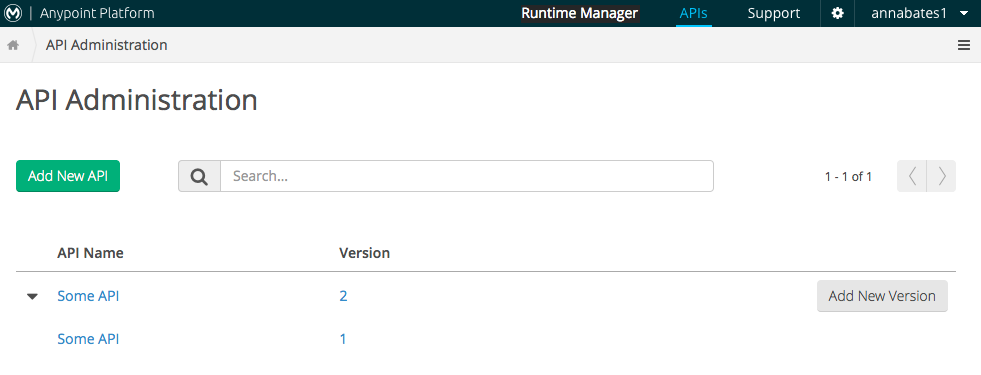 | Anypoint Platform Runtime Manager APIs Support annabates1
API Administration
API Administration
Add New API Search... 1 - 1 of 1
API Name Version
Some API 2 Add New Version
Some API 1